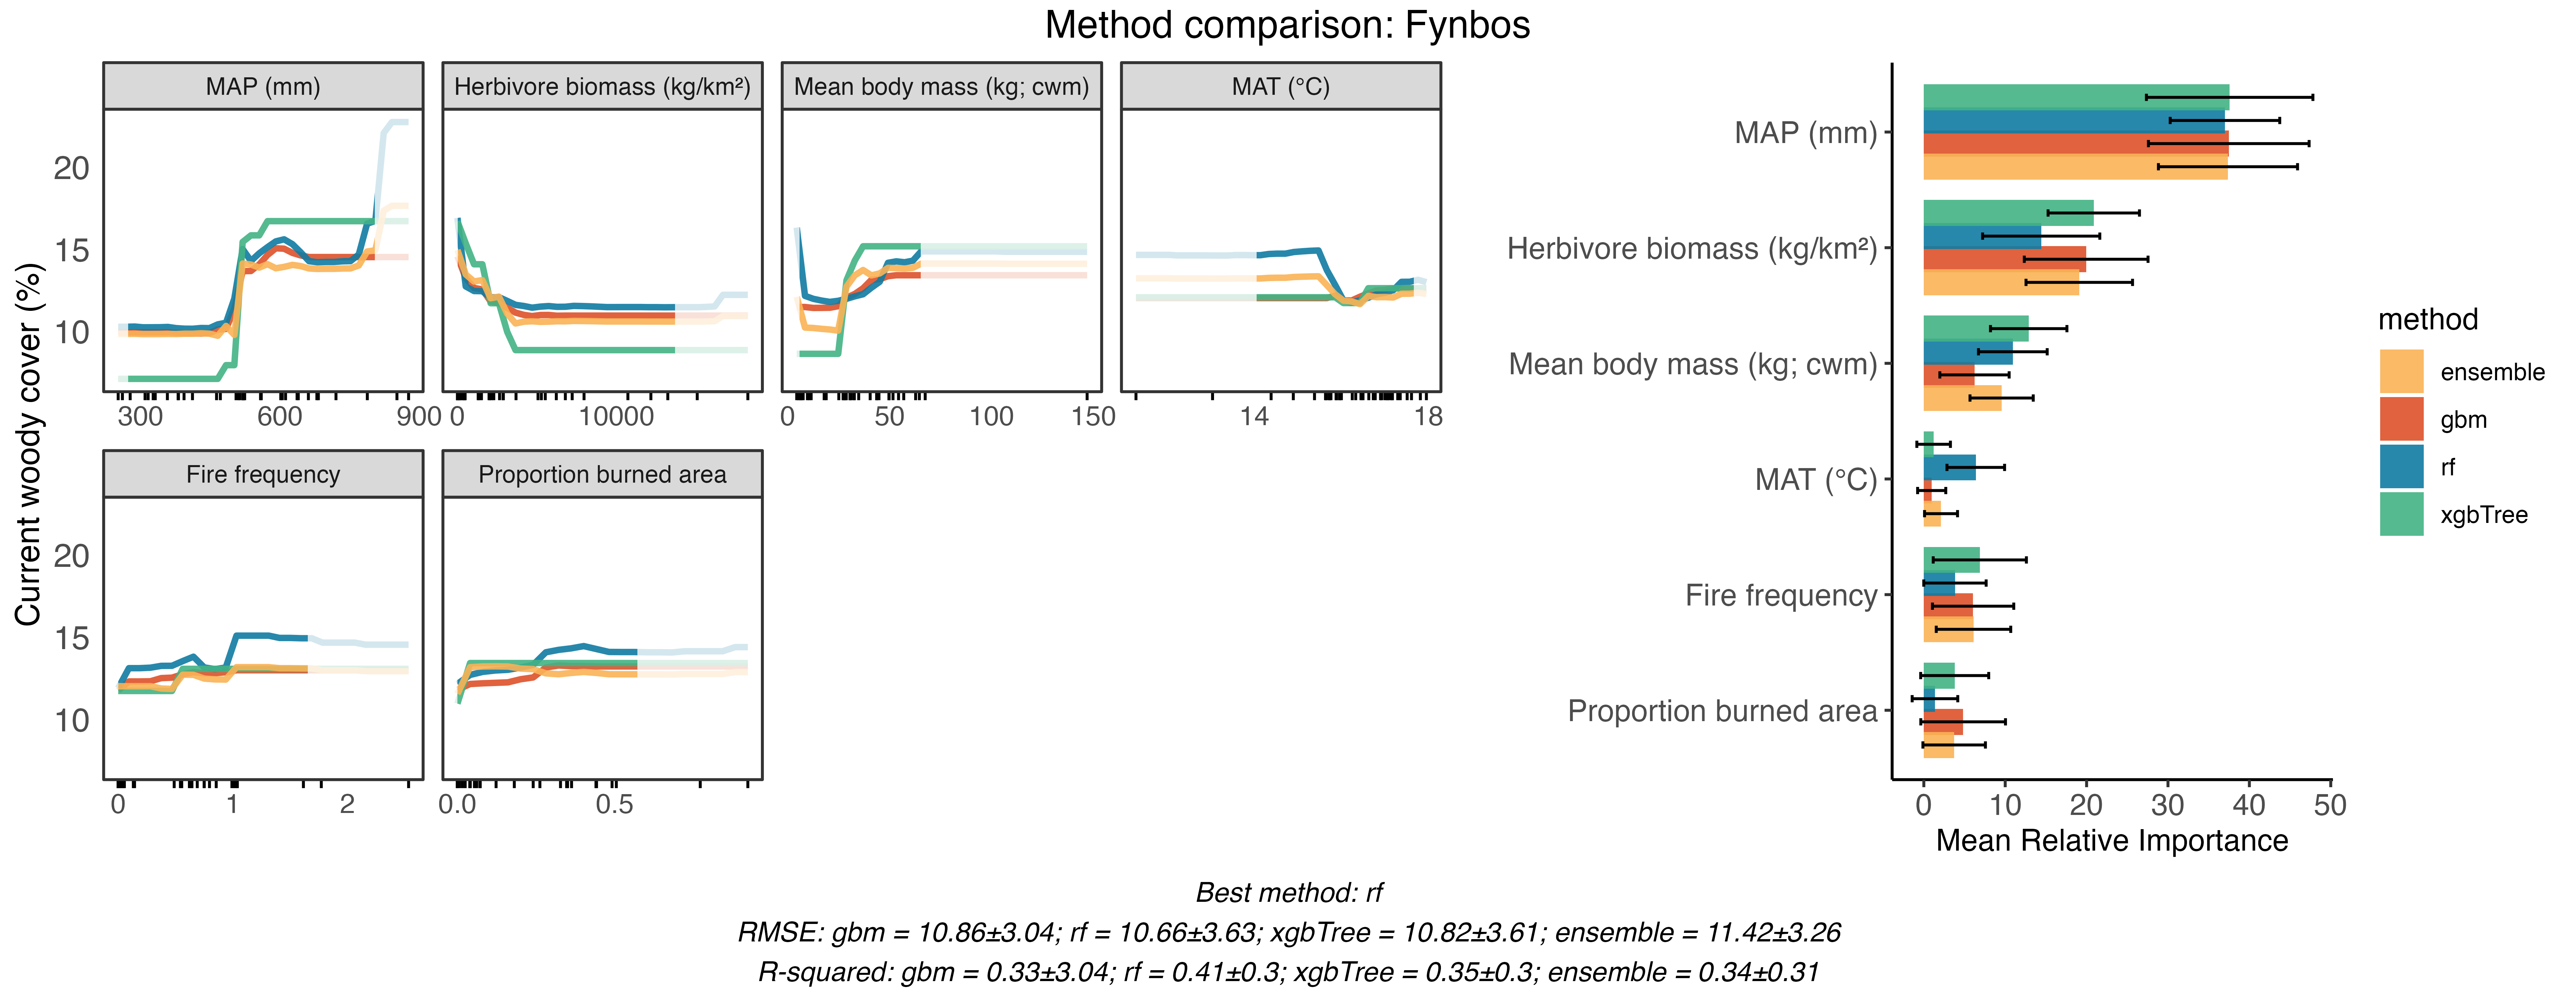 Method comparison: Fynbos
MAP (mm)
Herbivore biomass (kg/km²)
Mean body mass (kg; cwm)
MAT (°C)
Current woody cover (%)
20
15
10
300 600 900
0 10000
0 50 100 150
14 18
Fire frequency
Proportion burned area
20
15
10
0 1 2
0.0 0.5
MAP (mm)
Herbivore biomass (kg/km²)
Mean body mass (kg; cwm)
MAT (°C)
Fire frequency
Proportion burned area
0 10 20 30 40 50
Mean Relative Importance
method
ensemble
gbm
rf
xgbTree
Best method: rf
RMSE: gbm = 10.86±3.04; rf = 10.66±3.63; xgbTree = 10.82±3.61; ensemble = 11.42±3.26
R-squared: gbm = 0.33±3.04; rf = 0.41±0.3; xgbTree = 0.35±0.3; ensemble = 0.34±0.31